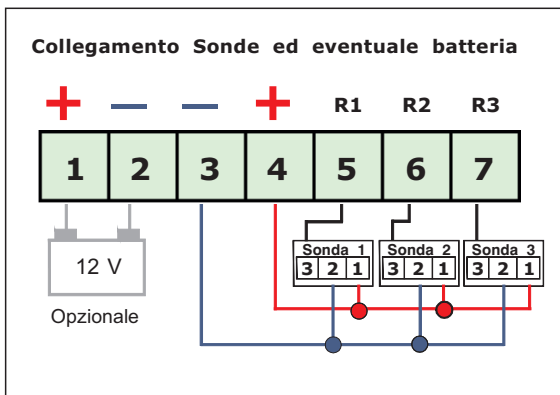 Collegamento Sonde ed eventuale batteria
+ — — + R1 R2 R3
1 2 3 4 5 6 7
Sonda 1 Sonda 2 Sonda 3
3 2 1 3 2 1 3 2 1
12 V
Opzionale